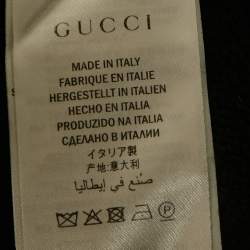 GUCCI
MADE IN ITALY
FABRIQUE EN ITALIE
HERGESTELLT IN ITALIEN
HECHO EN ITALIA
PRODUZIDO NA ITALIA
СДЕЛАНО В ИТАЛИИ
イタリア製
产地:意大利
صنع في إيطاليا
P